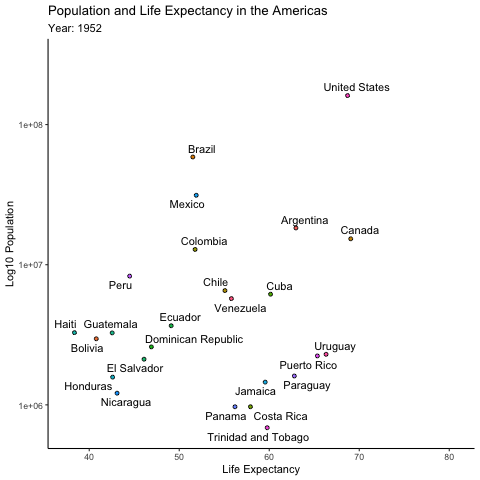 Population and Life Expectancy in the Americas
Year: 1952
United States
1e+08
Brazil
Mexico
Argentina
Canada
Colombia
1e+07
Peru
Chile
Cuba
Venezuela
Log10 Population
Haiti
Guatemala
Ecuador
Dominican Republic
Bolivia
Uruguay
El Salvador
Puerto Rico
Honduras
Paraguay
Jamaica
Nicaragua
1e+06
Panama
Costa Rica
Trinidad and Tobago
40 50 60 70 80
Life Expectancy